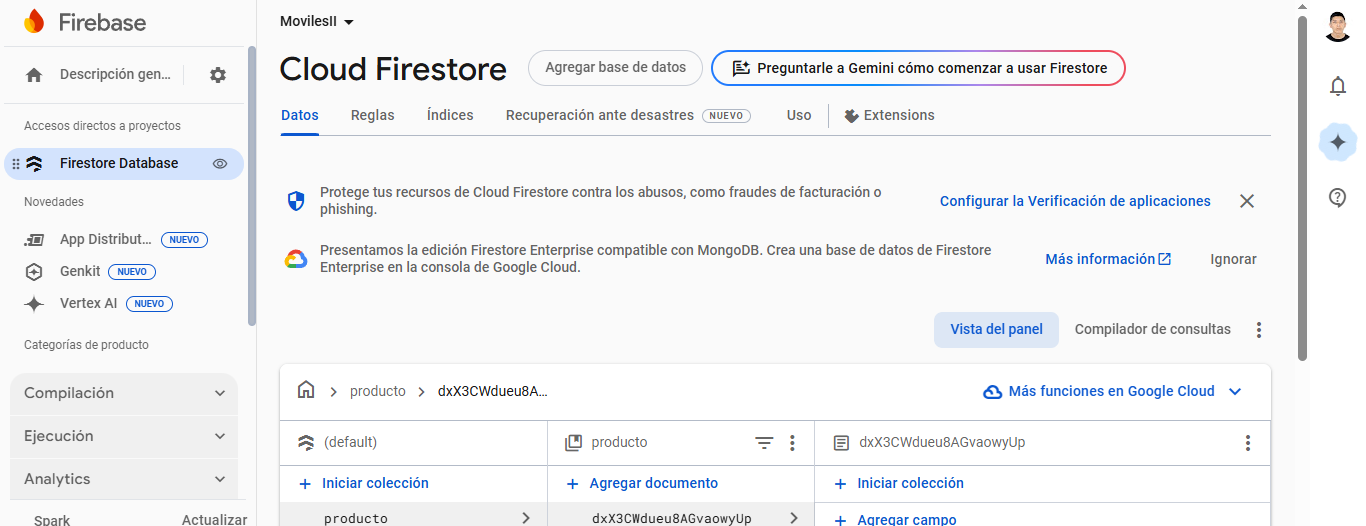 Firebase
Descripción gen...
Accesos directos a proyectos
Firestore Database
Novedades
App Distribut... NUEVO
Genkit NUEVO
Vertex AI NUEVO
Categorías de producto
Compilación
Ejecución
Analytics
Spark Actualizar
MovilesII
Cloud Firestore Agregar base de datos Preguntarle a Gemini cómo comenzar a usar Firestore
Datos Reglas Índices Recuperación ante desastres NUEVO Uso Extensions
Protege tus recursos de Cloud Firestore contra los abusos, como fraudes de facturación o
phishing.
Configurar la Verificación de aplicaciones
Presentamos la edición Firestore Enterprise compatible con MongoDB. Crea una base de datos de Firestore
Enterprise en la consola de Google Cloud.
Más información Ignorar
Vista del panel Compilador de consultas
producto dxX3CWdueu8A... Más funciones en Google Cloud
(default) producto dxX3CWdueu8AGvaowyUp
+ Iniciar colección + Agregar documento + Iniciar colección
producto dxX3CWdueu8AGvaowyUp + Agregar campo